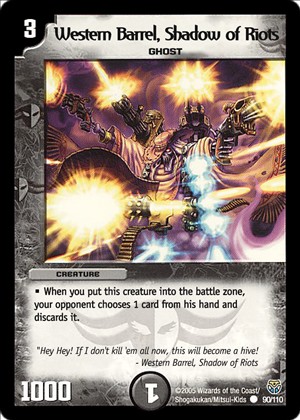 3
Western Barrel, Shadow of Riots
GHOST
CREATURE
▪ When you put this creature into the battle zone,
your opponent chooses 1 card from his hand and
discards it.
"Hey Hey! If I don't kill 'em all now, this will become a hive!
- Western Barrel, Shadow of Riots
1000
1
©2005 Wizards of the Coast/
Shogakukan/Mitsui-Kids
90/110